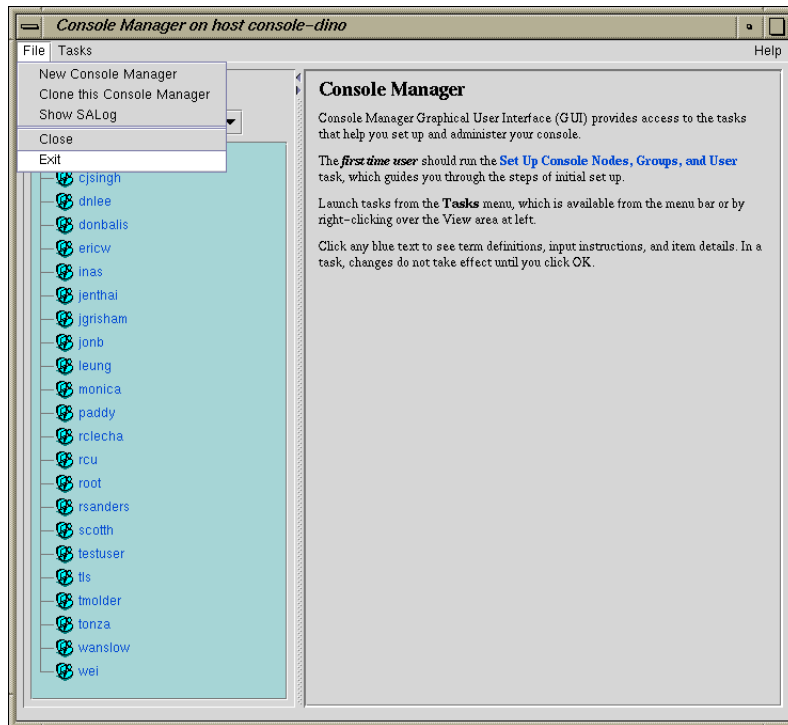 Console Manager on host console-dino
File Tasks Help
New Console Manager
Clone this Console Manager
Show SALog
Close
Exit
cjsingh
dnlee
donbalis
ericw
inas
jenthai
jgrisham
jonb
leung
monica
paddy
rclecha
rcu
root
rsanders
scotth
testuser
tls
tmolder
tonza
wanslow
wei
Console Manager
Console Manager Graphical User Interface (GUI) provides access to the tasks
that help you set up and administer your console.
The first time user should run the Set Up Console Nodes, Groups, and User
task, which guides you through the steps of initial set up.
Launch tasks from the Tasks menu, which is available from the menu bar or by
right-clicking over the View area at left.
Click any blue text to see term definitions, input instructions, and item details. In a
task, changes do not take effect until you click OK.